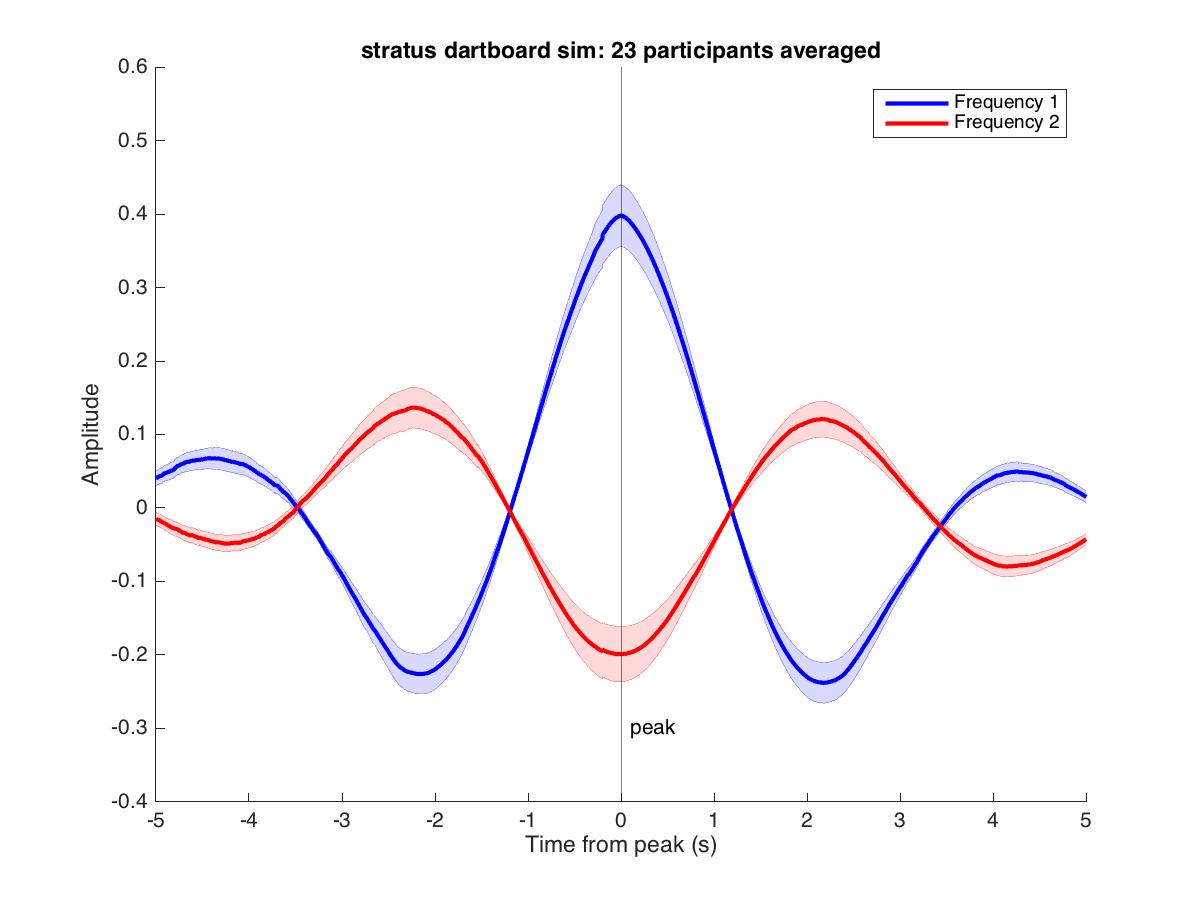 stratus dartboard sim: 23 participants averaged
Frequency 1
Frequency 2
0.6
0.5
0.4
0.3
0.2
0.1
0
-0.1
-0.2
-0.3
-0.4
Amplitude
peak
-5 -4 -3 -2 -1 0 1 2 3 4 5
Time from peak (s)